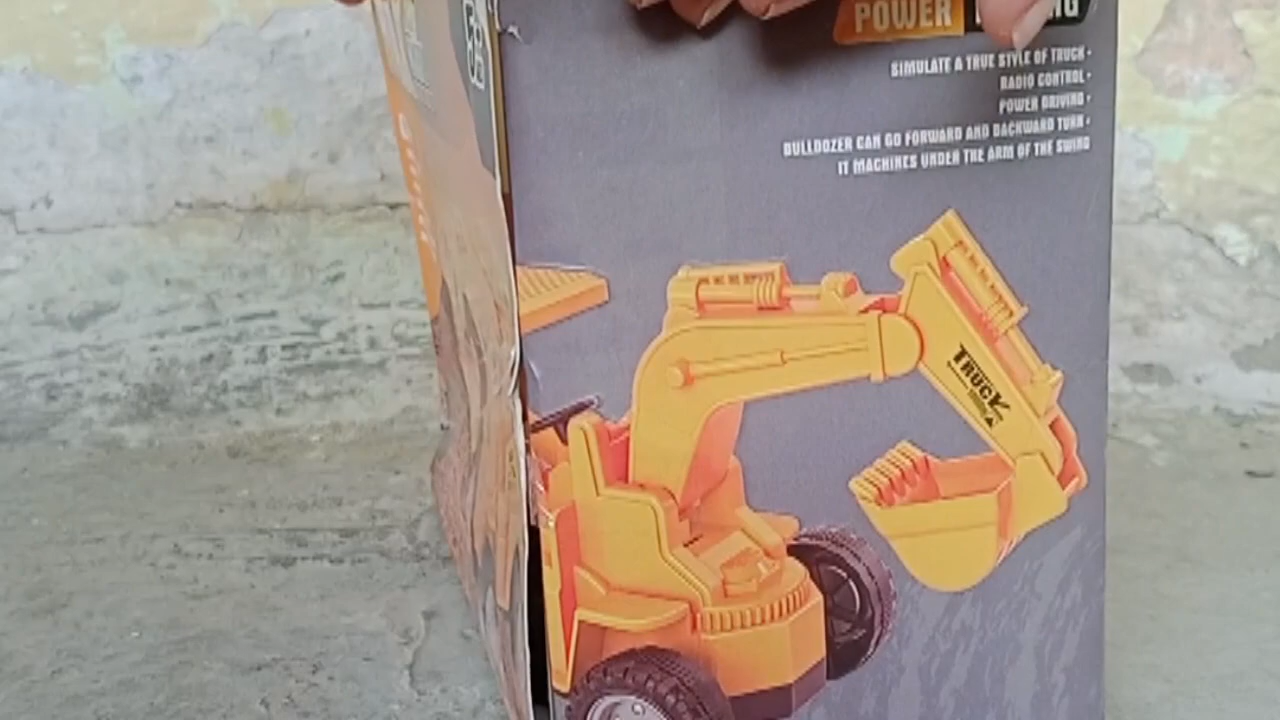 POWER
SIMULATE A TRUE STYLE OF TRUCK•
RADIO CONTROL•
POWER DRIVING•
BULLDOZER CAN GO FORWARD AND BACKWARD TURN•
IT MACHINES UNDER THE ARM OF THE SWING
TRUCK